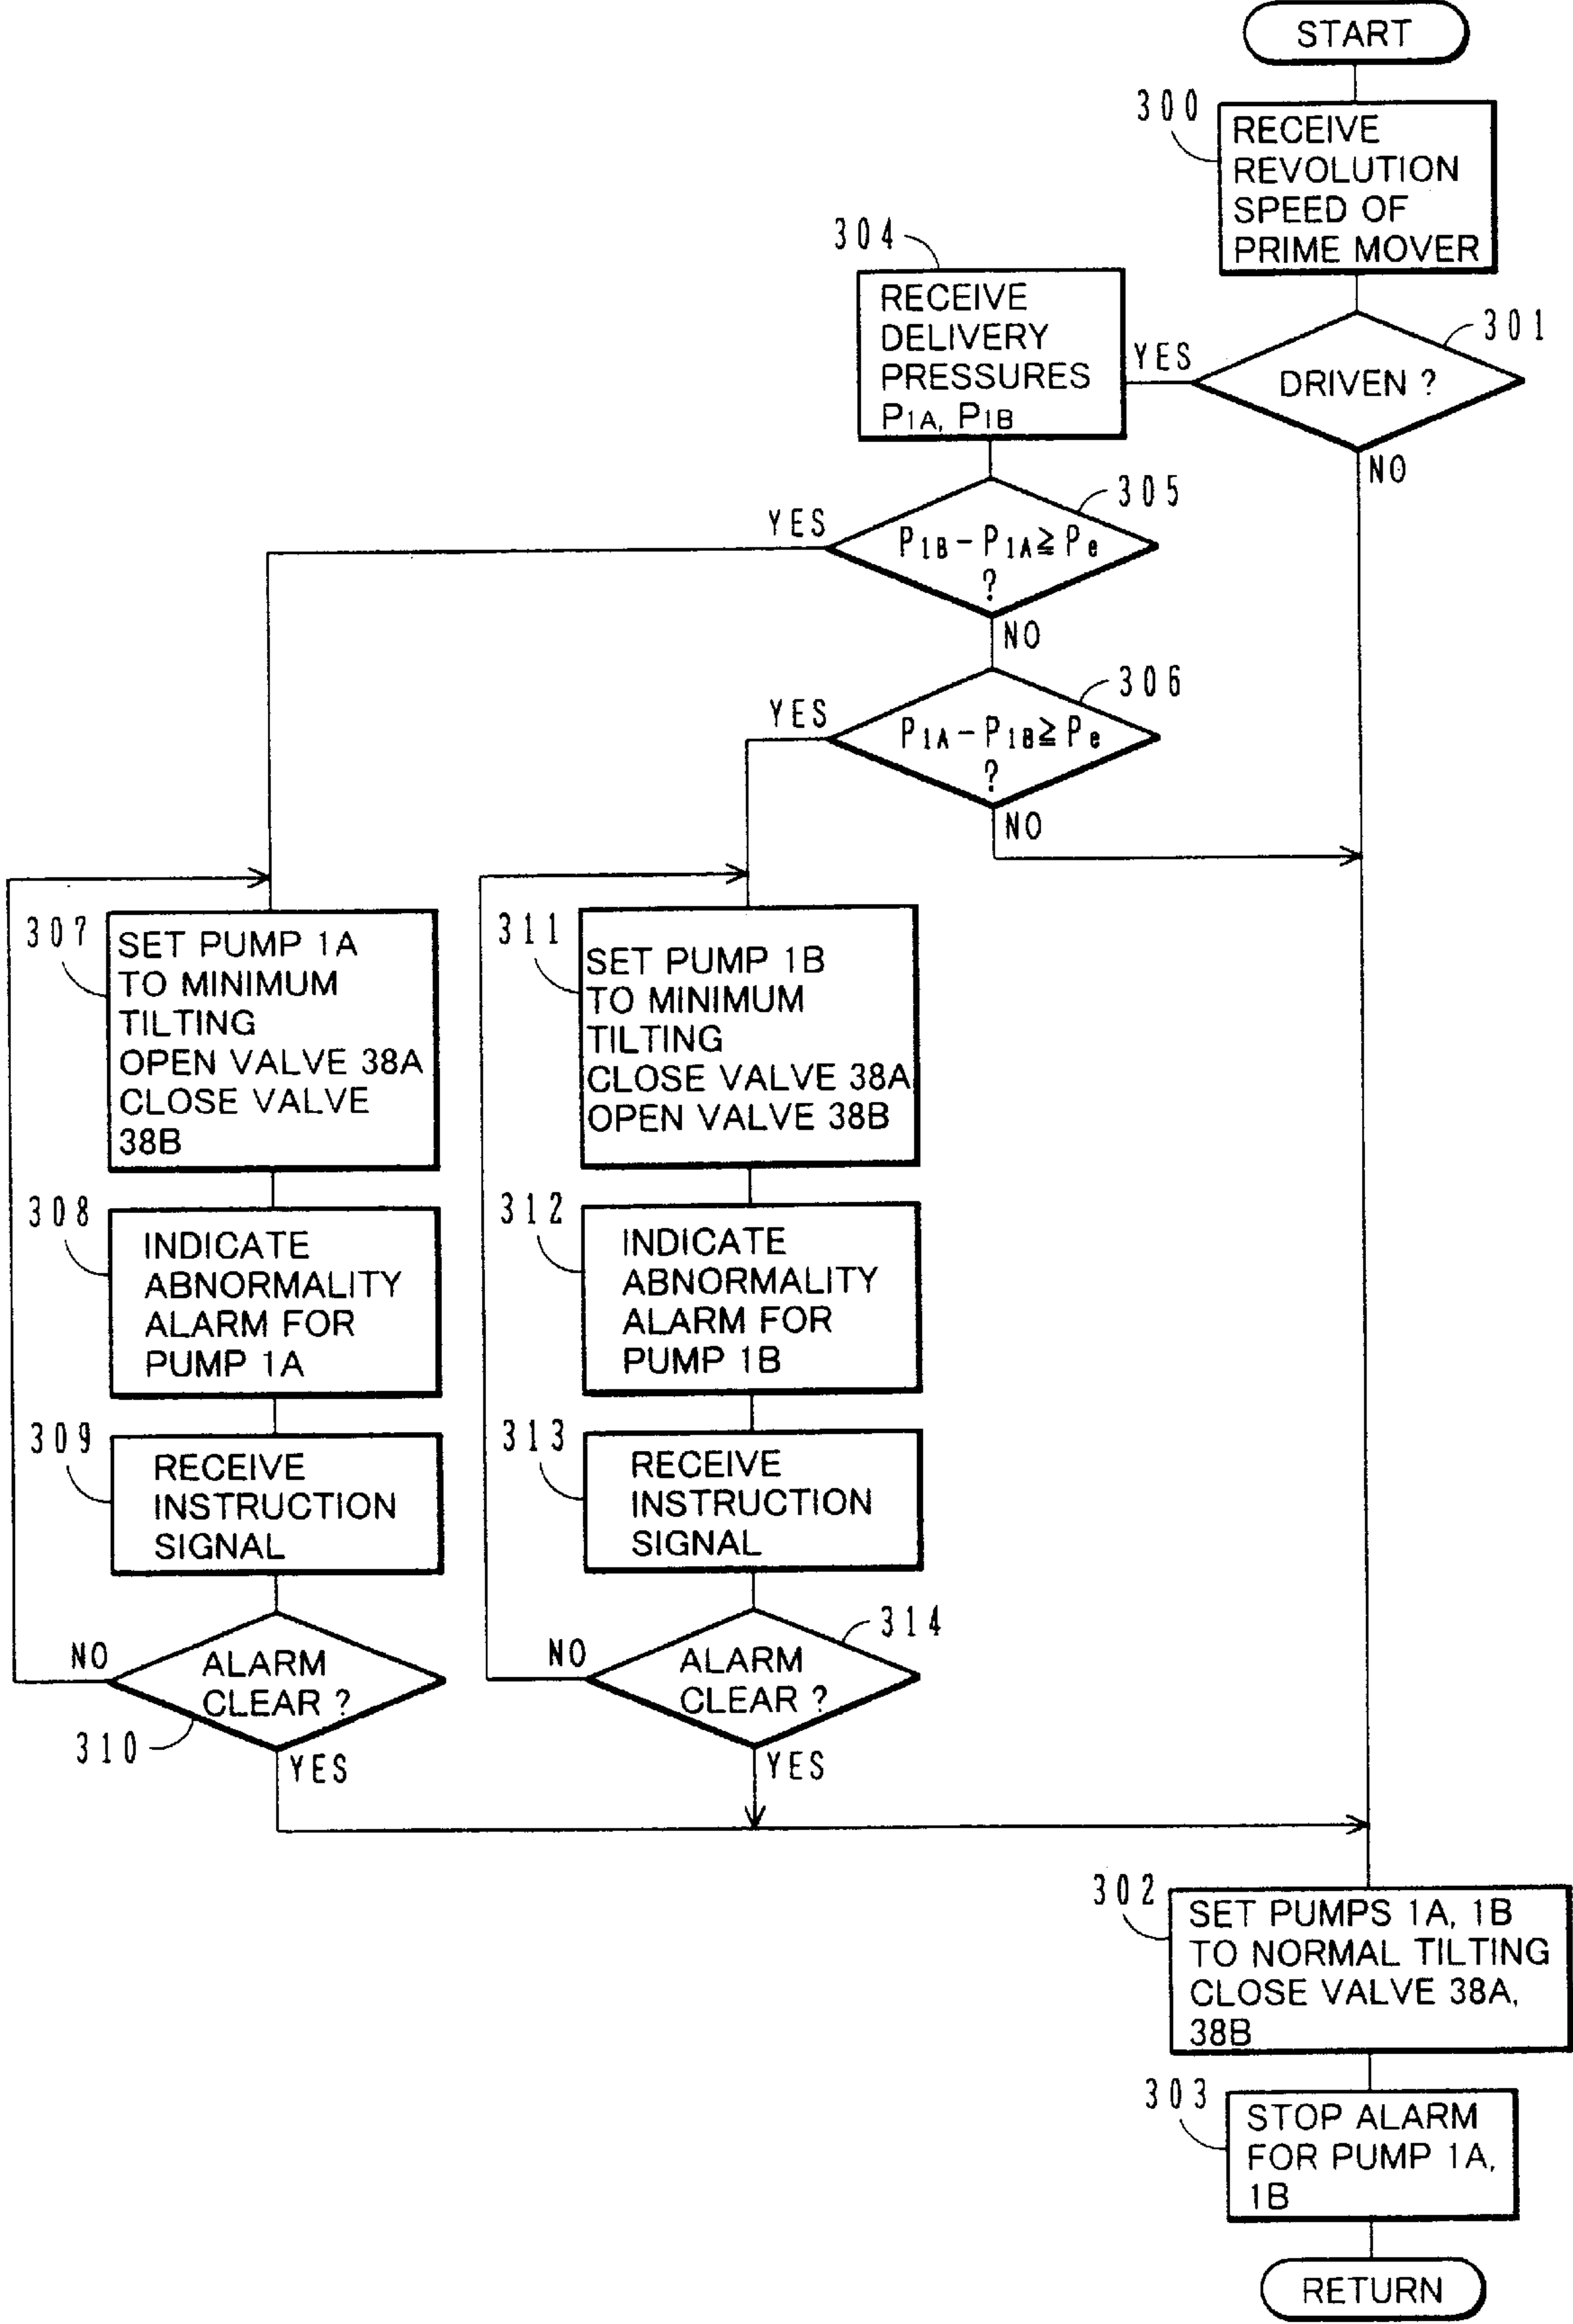 START
300
RECEIVE
REVOLUTION
SPEED OF
PRIME MOVER
301
DRIVEN ?
YES
NO
304
RECEIVE
DELIVERY
PRESSURES
P1A, P1B
305
P1B - P1A ≧ Pe
?
YES
NO
306
P1A - P1B ≧ Pe
?
YES
NO
307
SET PUMP 1A
TO MINIMUM
TILTING
OPEN VALVE 38A
CLOSE VALVE
38B
308
INDICATE
ABNORMALITY
ALARM FOR
PUMP 1A
309
RECEIVE
INSTRUCTION
SIGNAL
NO
ALARM
CLEAR ?
310
YES
311
SET PUMP 1B
TO MINIMUM
TILTING
CLOSE VALVE 38A
OPEN VALVE 38B
312
INDICATE
ABNORMALITY
ALARM FOR
PUMP 1B
313
RECEIVE
INSTRUCTION
SIGNAL
314
NO
ALARM
CLEAR ?
YES
302
SET PUMPS 1A, 1B
TO NORMAL TILTING
CLOSE VALVE 38A,
38B
303
STOP ALARM
FOR PUMP 1A,
1B
RETURN